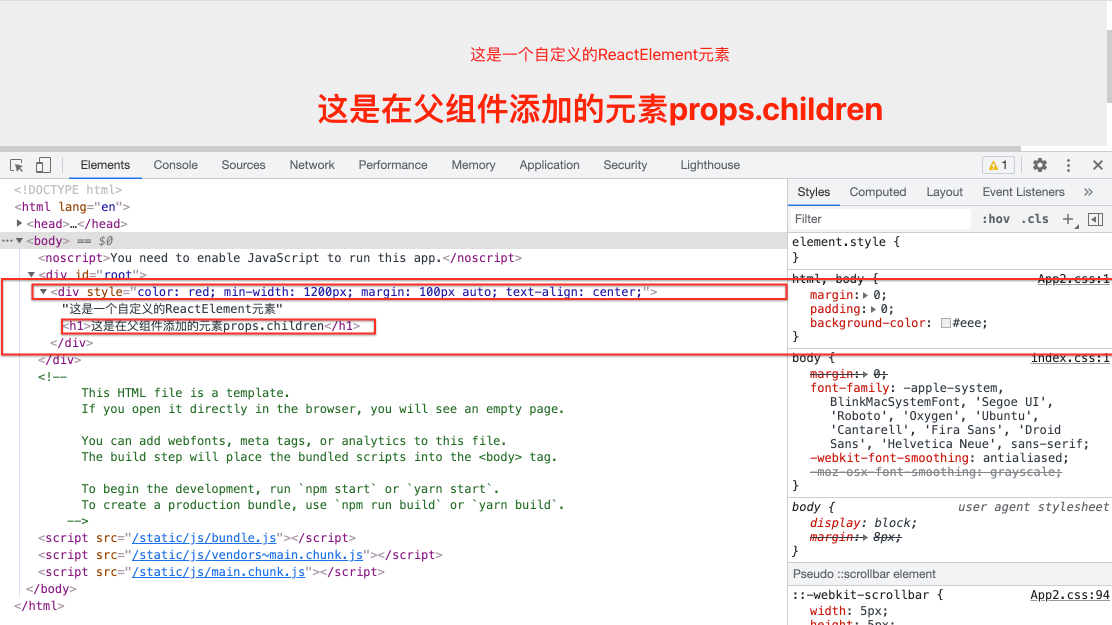 这是一个自定义的ReactElement元素
这是在父组件添加的元素props.children
Elements Console Sources Network Performance Memory Application Security Lighthouse 1
<!DOCTYPE html>
<html lang="en">
<head>…</head>
<body> == $0
<noscript>You need to enable JavaScript to run this app.</noscript>
<div id="root">
<div style="color: red; min-width: 1200px; margin: 100px auto; text-align: center;">
"这是一个自定义的ReactElement元素"
<h1>这是在父组件添加的元素props.children</h1>
</div>
</div>
<!--
This HTML file is a template.
If you open it directly in the browser, you will see an empty page.
You can add webfonts, meta tags, or analytics to this file.
The build step will place the bundled scripts into the <body> tag.
To begin the development, run `npm start` or `yarn start`.
To create a production bundle, use `npm run build` or `yarn build`.
-->
<script src="/static/js/bundle.js"></script>
<script src="/static/js/vendors~main.chunk.js"></script>
<script src="/static/js/main.chunk.js"></script>
</body>
</html>
Styles Computed Layout Event Listeners »
Filter :hov .cls +
element.style {
}
html, body { App2.css:1
margin: 0;
padding: 0;
background-color: #eee;
}
body { index.css:1
margin: 0;
font-family: -apple-system,
BlinkMacSystemFont, 'Segoe UI',
'Roboto', 'Oxygen', 'Ubuntu',
'Cantarell', 'Fira Sans', 'Droid
Sans', 'Helvetica Neue', sans-serif;
-webkit-font-smoothing: antialiased;
-moz-osx-font-smoothing: grayscale;
}
body { user agent stylesheet
display: block;
margin: 8px;
}
Pseudo ::scrollbar element
::-webkit-scrollbar { App2.css:94
width: 5px;
height: 5px;